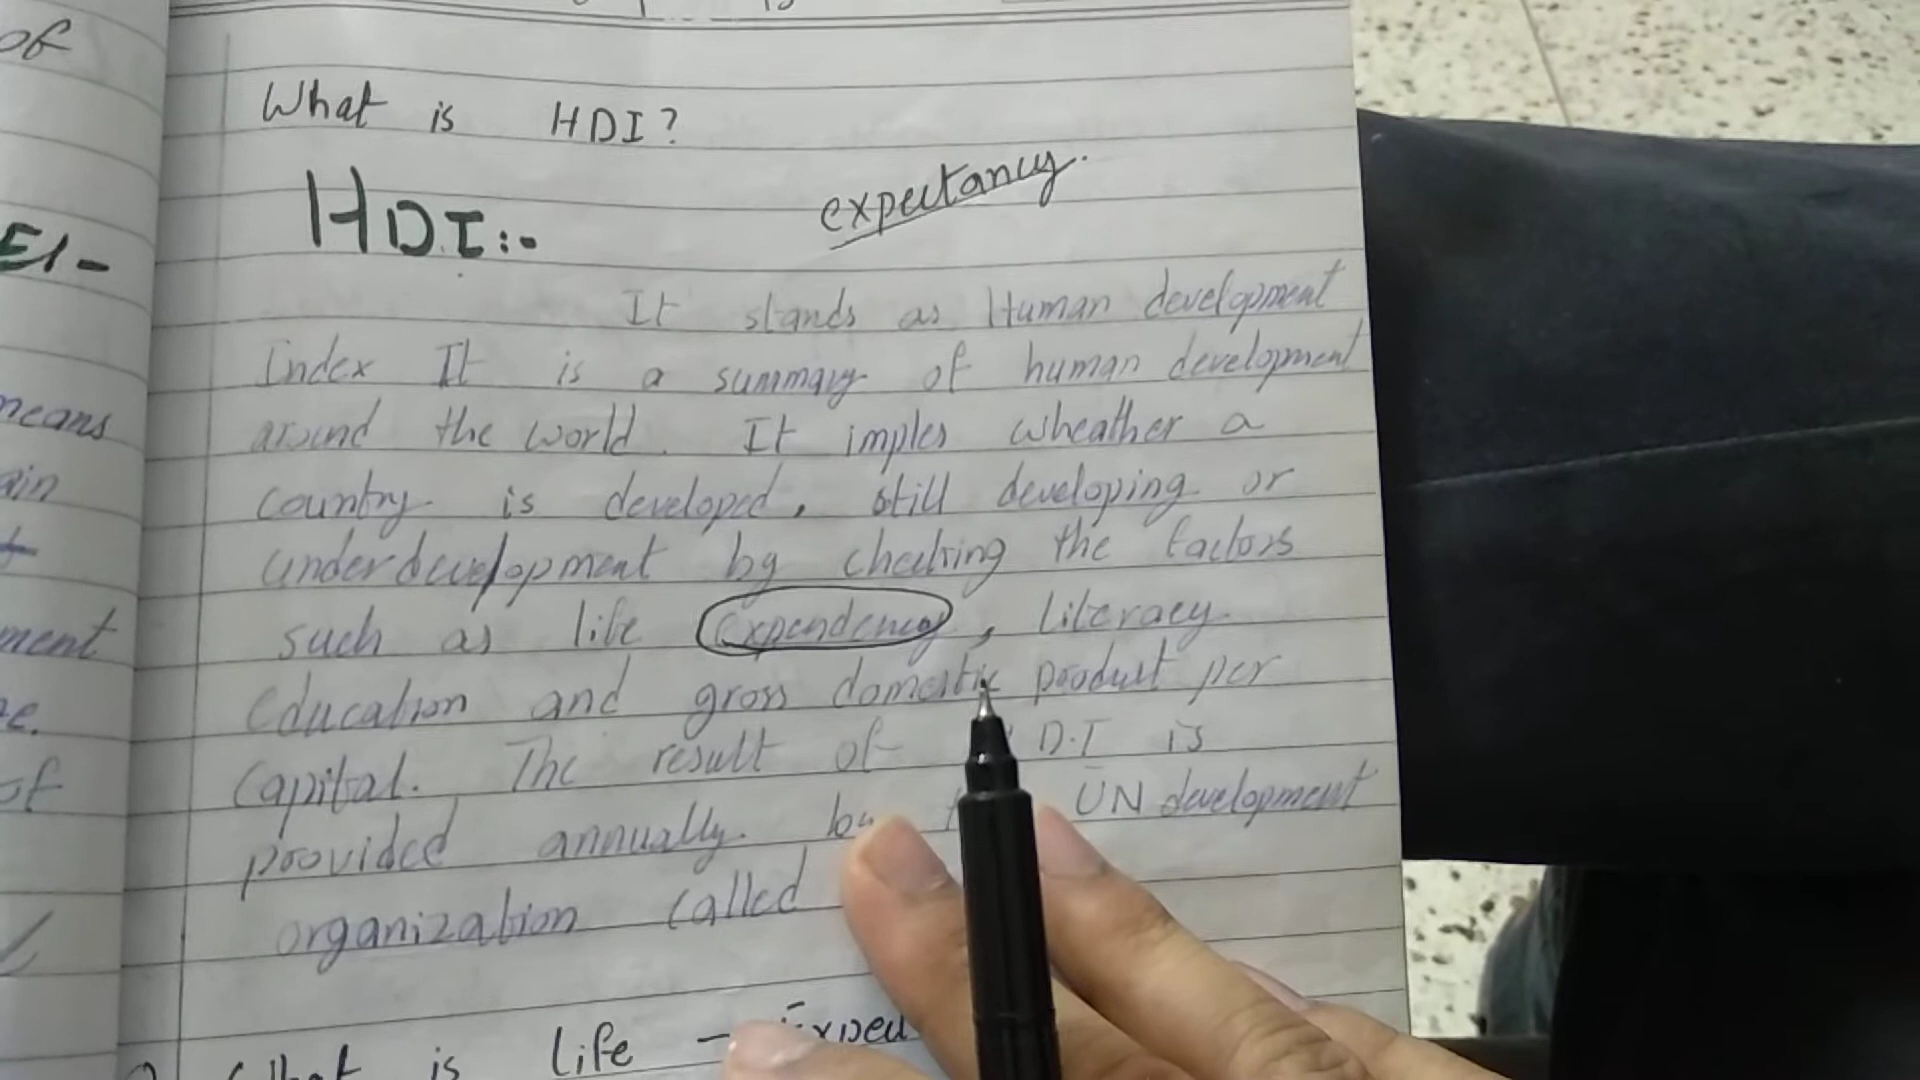 of
What is HDI?
expectancy.
HDI:-
E1-
It stands as Human development
Index It is a summary of human development
means
around the world. It imples wheather a
ain
country is developed, still developing or
underdevelopment by checking the factors
such as life Expendency, Literacy
ment
Education and gross domestic product per
e.
Capital. The result of D.I is
of
provided annually. by UN development
organization called
What is life - Expec